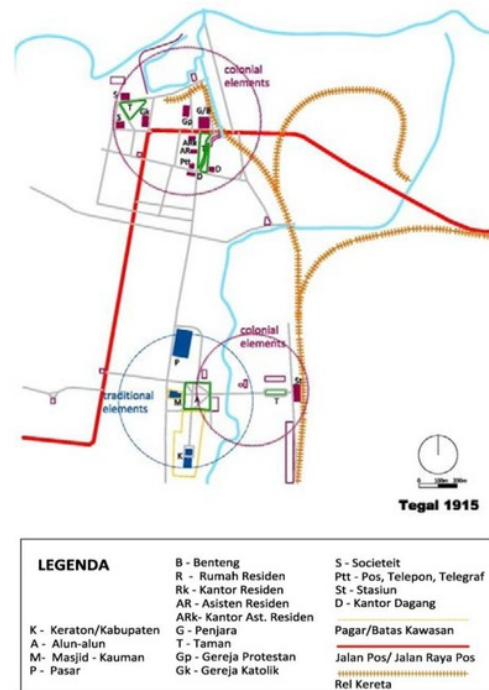 colonial
elements
S
T
Gk
S
Gp
G/B
ARk
AR
Ptt
D
D
colonial
elements
P
traditional
elements
M
A
St
T
K
0 100m 200m
Tegal 1915
LEGENDA
K - Keraton/Kabupaten
A - Alun-alun
M- Masjid - Kauman
P - Pasar
B - Benteng
R - Rumah Residen
Rk - Kantor Residen
AR - Asisten Residen
ARk- Kantor Ast. Residen
G - Penjara
T - Taman
Gp - Gereja Protestan
Gk - Gereja Katolik
S - Societeit
Ptt - Pos, Telepon, Telegraf
St - Stasiun
D - Kantor Dagang
Pagar/Batas Kawasan
Jalan Pos/ Jalan Raya Pos
Rel Kereta